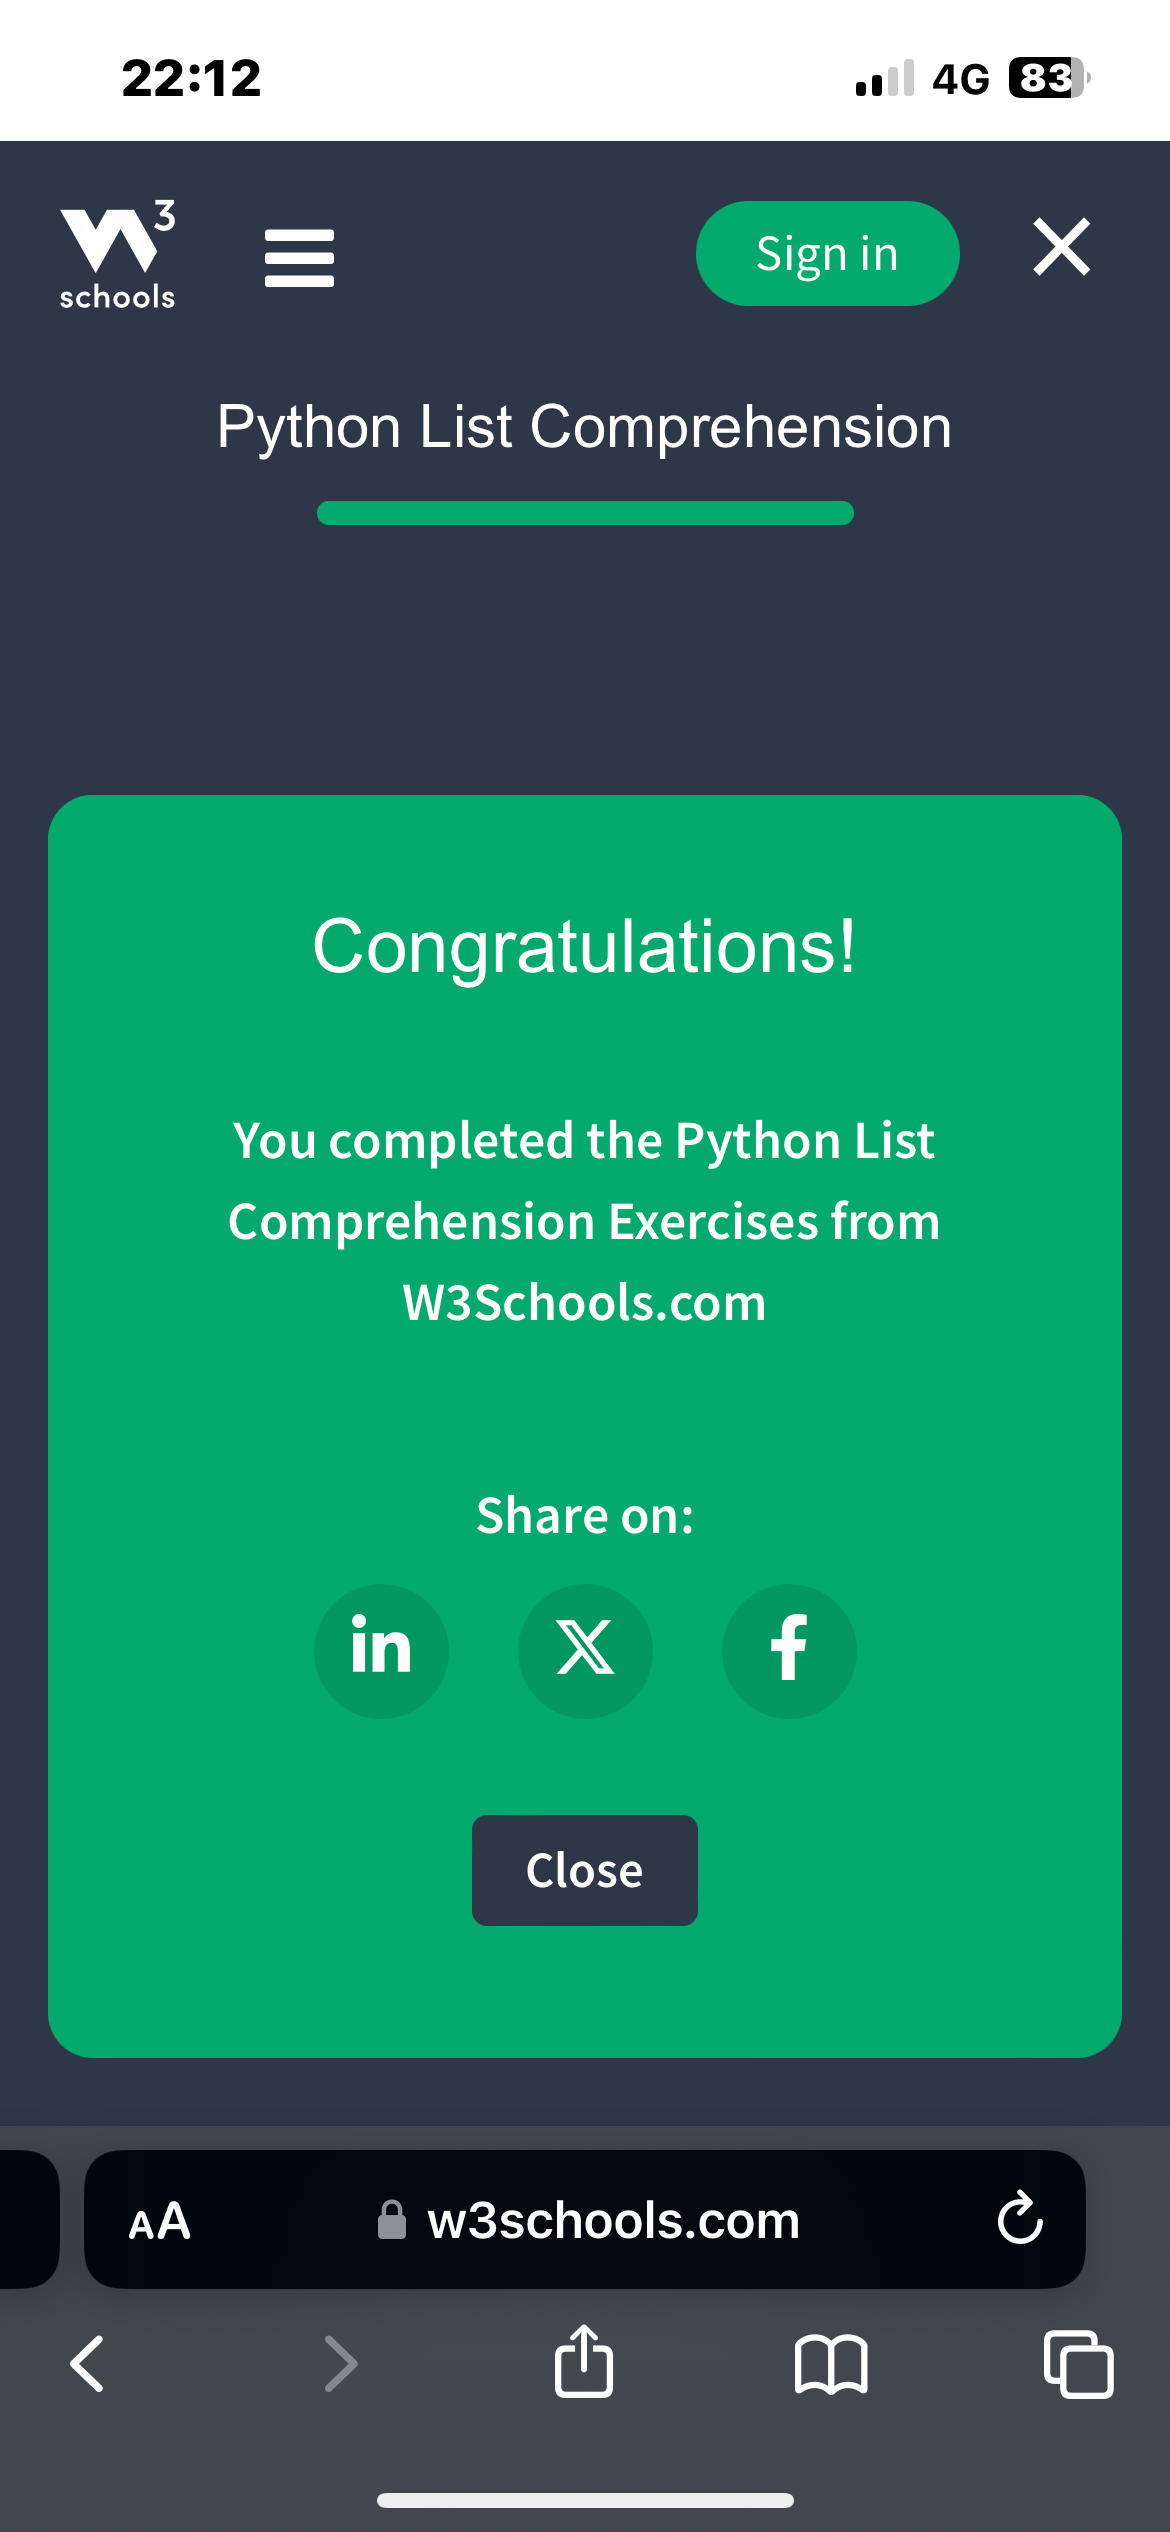 22:12 4G 83
W3 schools Sign in
Python List Comprehension
Congratulations!
You completed the Python List
Comprehension Exercises from
W3Schools.com
Share on:
in X f
Close
AA w3schools.com